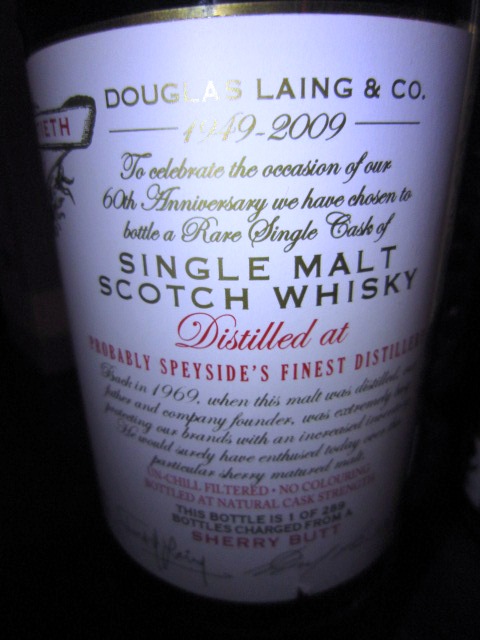 ETH
DOUGLAS LAING & CO.
1949-2009
To celebrate the occasion of our
60th Anniversary we have chosen to
bottle a Rare Single Cask of
SINGLE MALT
SCOTCH WHISKY
Distilled at
PROBABLY SPEYSIDE'S FINEST DISTILLE
Back in 1969, when this malt was distilled,
father and company founder, was extremely
protecting our brands with an increased
He would surely have enthused today over
particular sherry matured malt.
UN-CHILL FILTERED • NO COLOURING
BOTTLED AT NATURAL CASK STRENGTH
THIS BOTTLE IS 1 OF 289
BOTTLES CHARGED FROM A
SHERRY BUTT